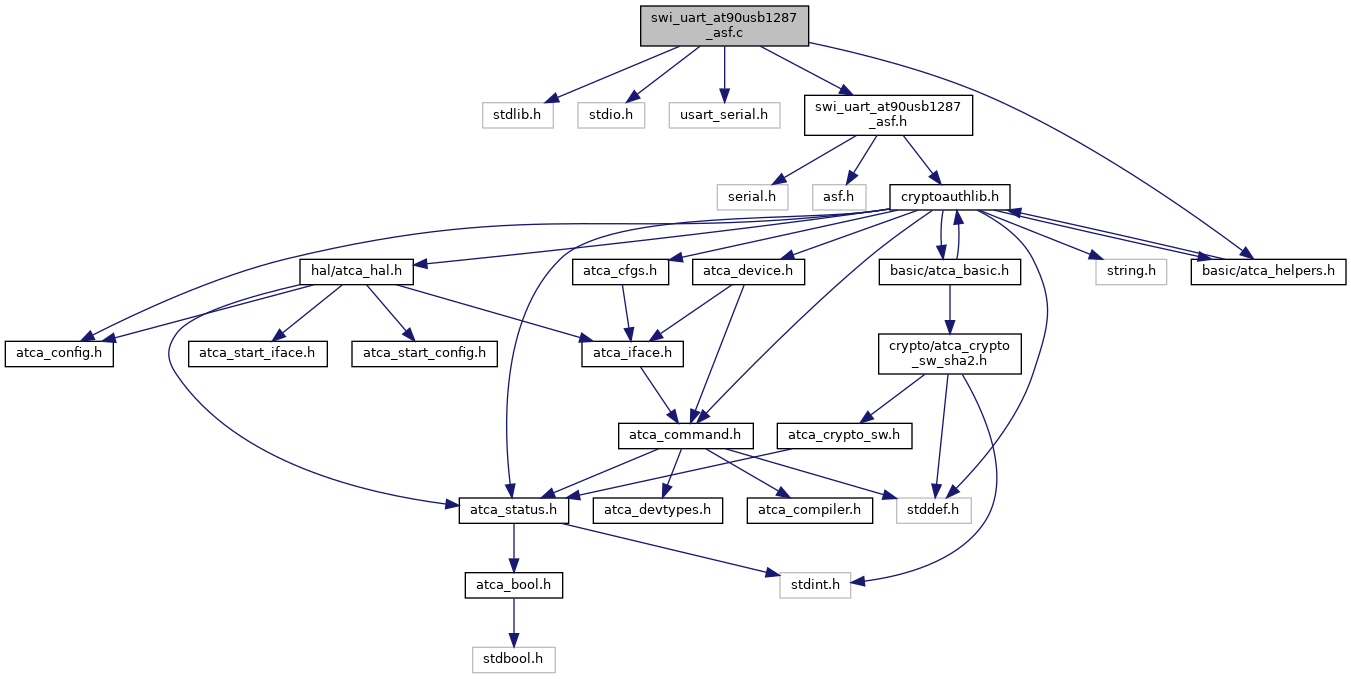 swi_uart_at90usb1287
_asf.c
stdlib.h
stdio.h
usart_serial.h
swi_uart_at90usb1287
_asf.h
serial.h
asf.h
cryptoauthlib.h
hal/atca_hal.h
atca_cfgs.h
atca_device.h
basic/atca_basic.h
string.h
basic/atca_helpers.h
atca_config.h
atca_start_iface.h
atca_start_config.h
atca_iface.h
crypto/atca_crypto
_sw_sha2.h
atca_command.h
atca_crypto_sw.h
atca_status.h
atca_devtypes.h
atca_compiler.h
stddef.h
atca_bool.h
stdint.h
stdbool.h